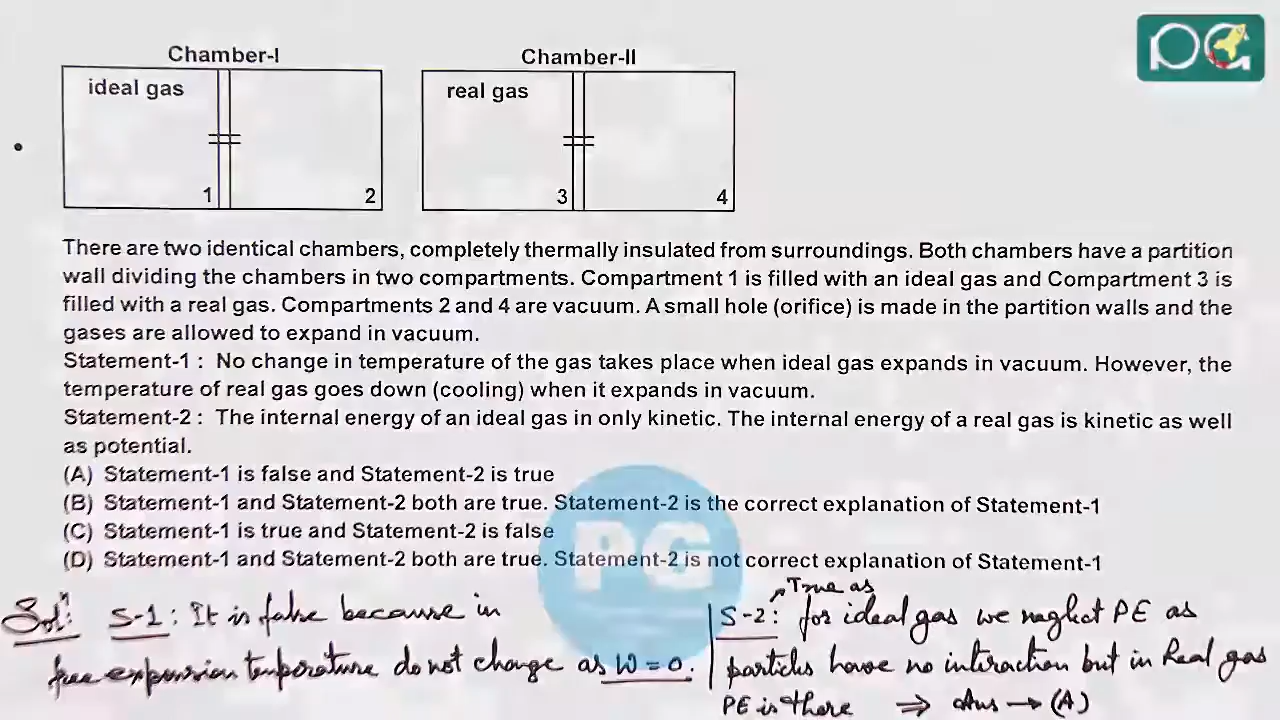 Chamber-I
Chamber-II
ideal gas
real gas
1
2
3
4
There are two identical chambers, completely thermally insulated from surroundings. Both chambers have a partition
wall dividing the chambers in two compartments. Compartment 1 is filled with an ideal gas and Compartment 3 is
filled with a real gas. Compartments 2 and 4 are vacuum. A small hole (orifice) is made in the partition walls and the
gases are allowed to expand in vacuum.
Statement-1 : No change in temperature of the gas takes place when ideal gas expands in vacuum. However, the
temperature of real gas goes down (cooling) when it expands in vacuum.
Statement-2 : The internal energy of an ideal gas in only kinetic. The internal energy of a real gas is kinetic as well
as potential.
(A) Statement-1 is false and Statement-2 is true
(B) Statement-1 and Statement-2 both are true. Statement-2 is the correct explanation of Statement-1
(C) Statement-1 is true and Statement-2 is false
(D) Statement-1 and Statement-2 both are true. Statement-2 is not correct explanation of Statement-1
PG
Solⁿ: S-1: It is false because in
free expansion temperature do not change as W = 0.
True as
S-2: for ideal gas we neglect PE as
particles have no interaction but in Real gas
PE is there ⇒ Ans → (A)